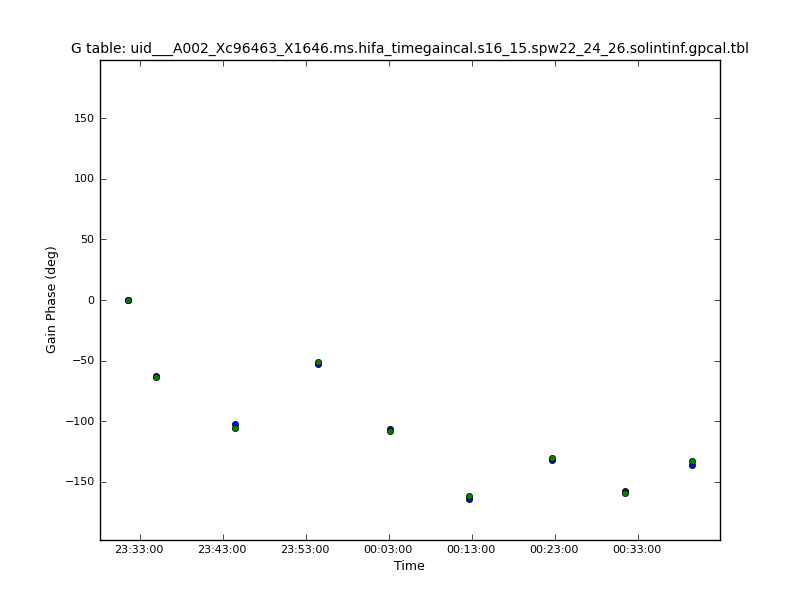 G table: uid___A002_Xc96463_X1646.ms.hifa_timegaincal.s16_15.spw22_24_26.solintinf.gpcal.tbl
150
100
50
0
−50
−100
−150
Gain Phase (deg)
23:33:00 23:43:00 23:53:00 00:03:00 00:13:00 00:23:00 00:33:00
Time